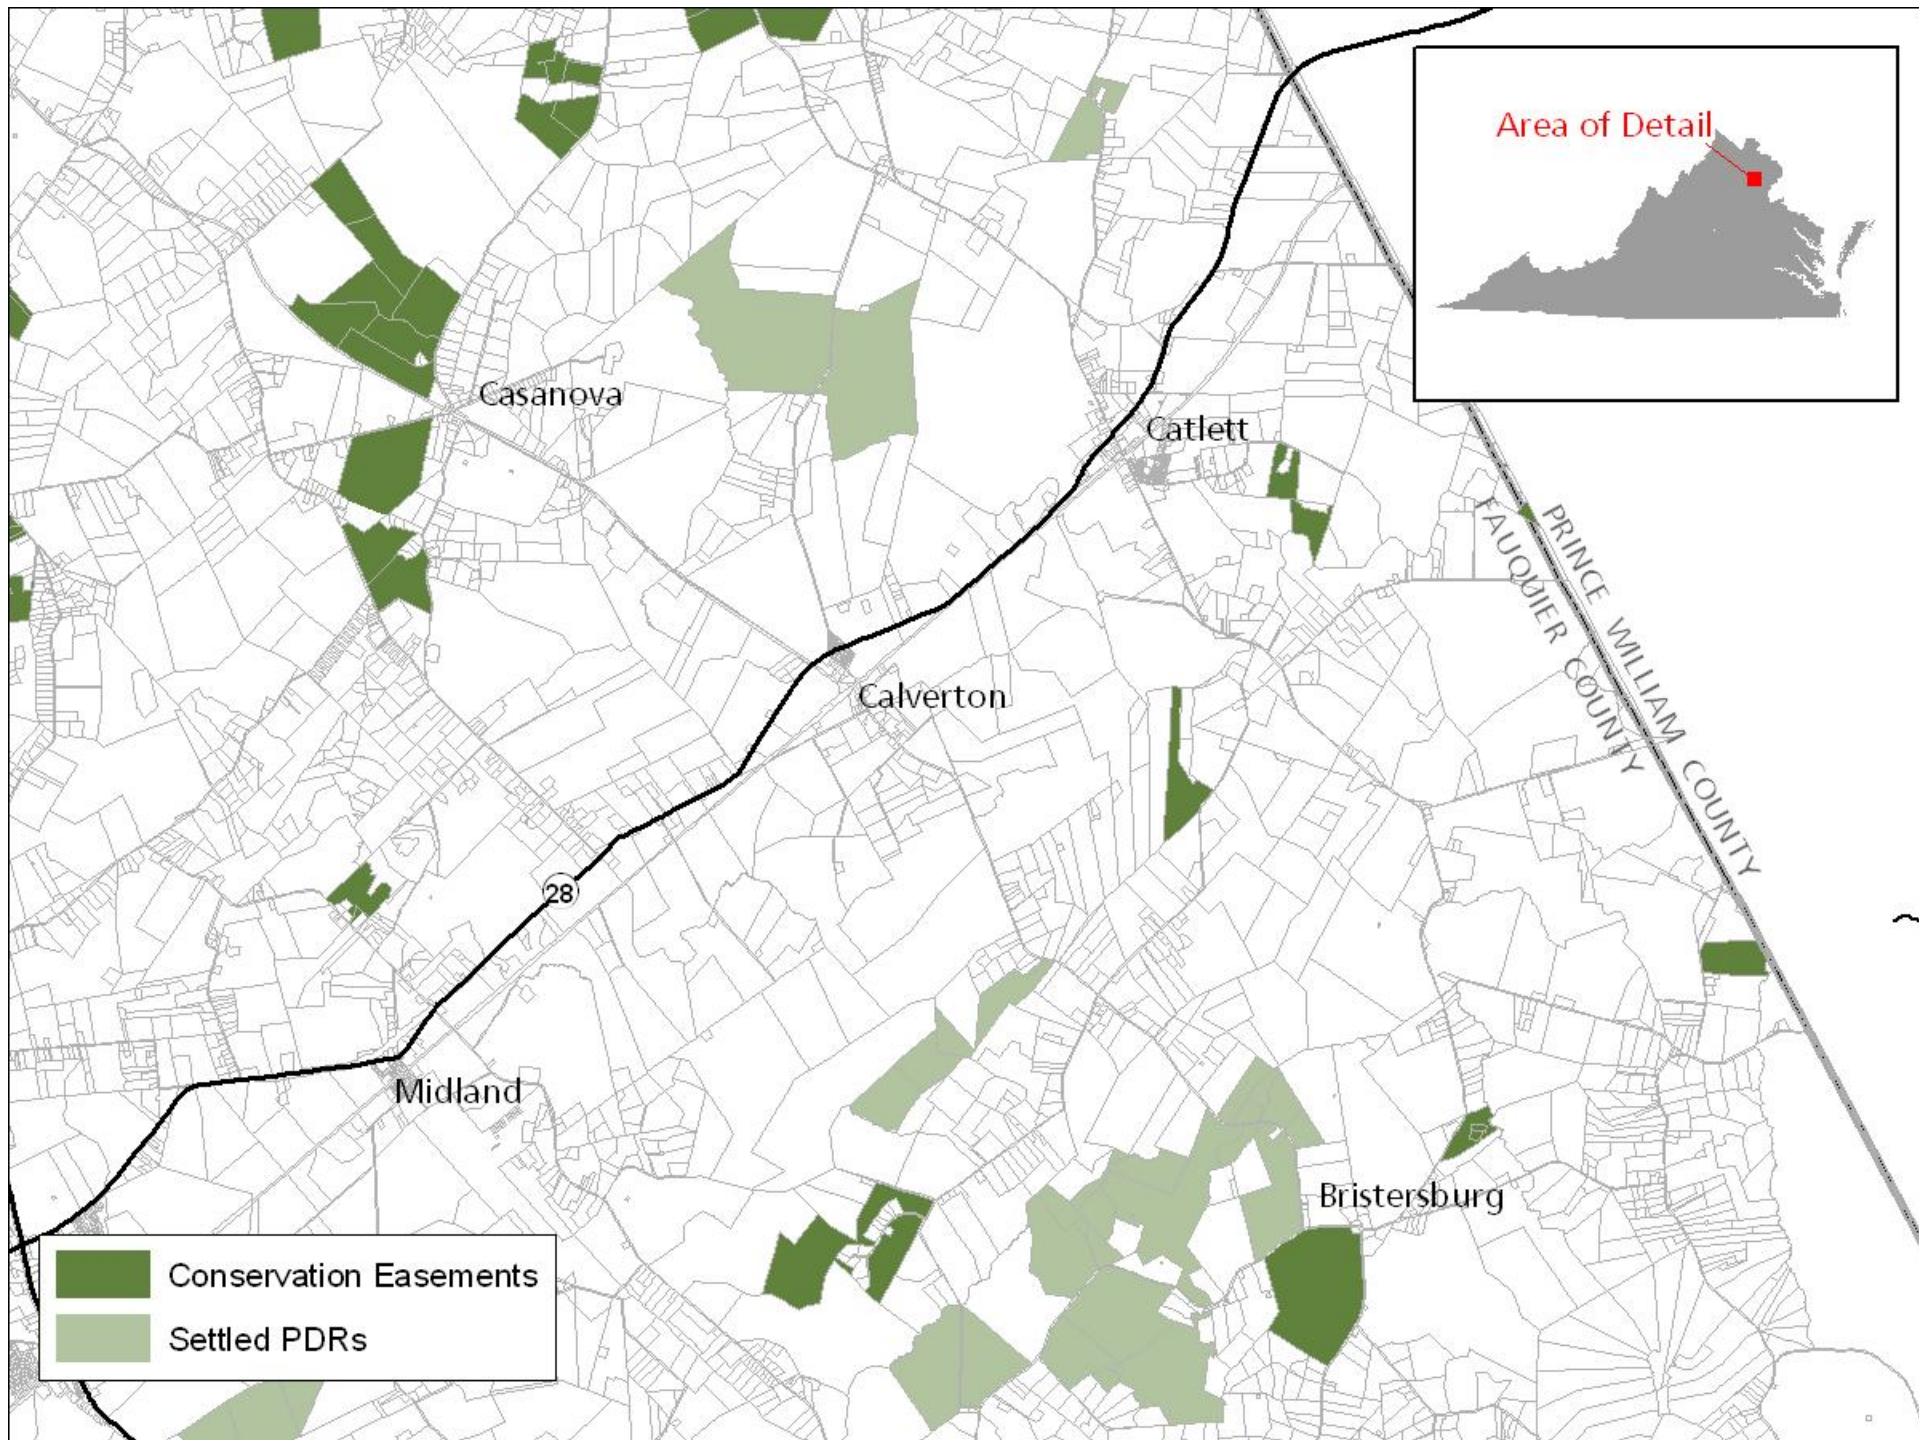 Area of Detail
Casanova
Catlett
PRINCE WILLIAM COUNTY
FAUQUIER COUNTY
Calverton
28
Midland
Bristersburg
Conservation Easements
Settled PDRs